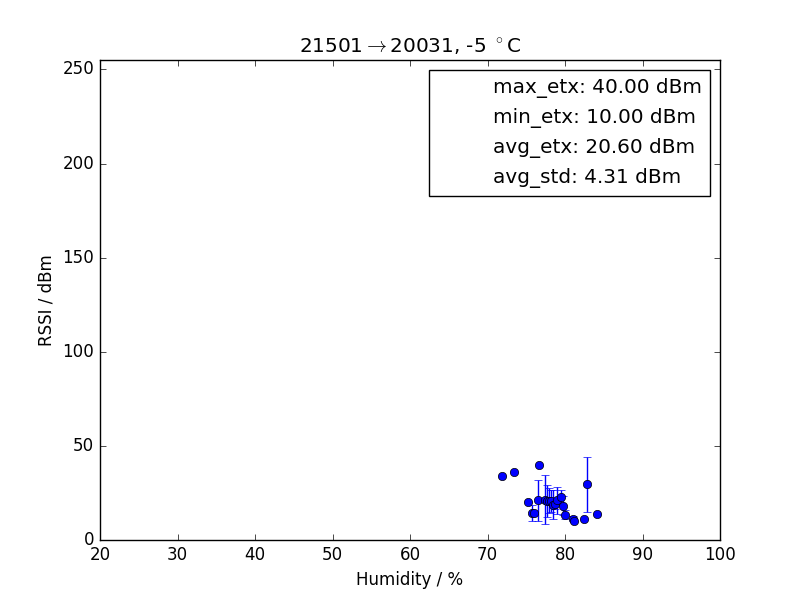 21501→20031, -5 °C
max_etx: 40.00 dBm
min_etx: 10.00 dBm
avg_etx: 20.60 dBm
avg_std: 4.31 dBm
RSSI / dBm
250
200
150
100
50
0
20 30 40 50 60 70 80 90 100
Humidity / %